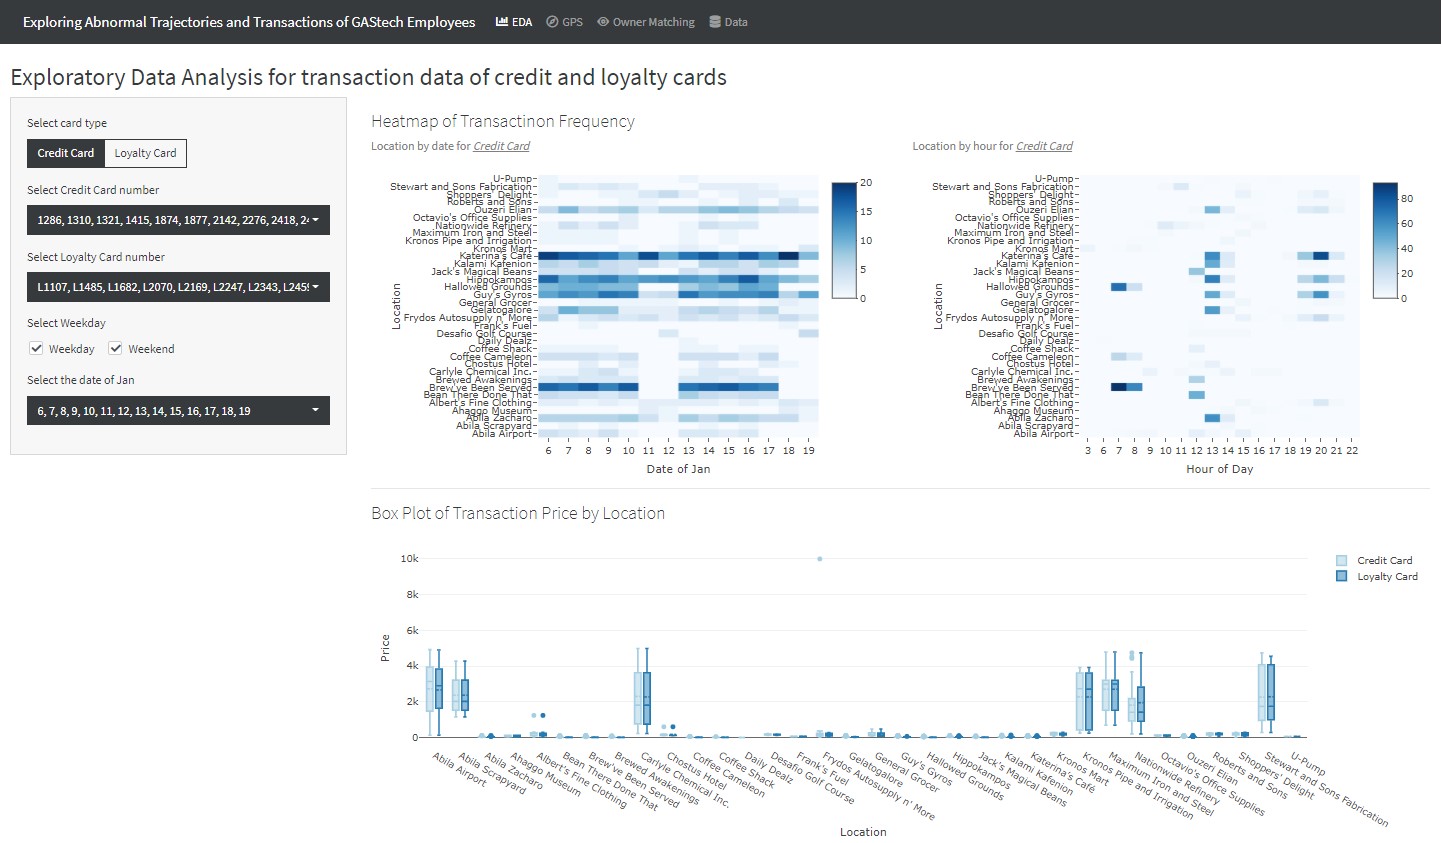 Exploring Abnormal Trajectories and Transactions of GAStech Employees EDA GPS Owner Matching Data
Exploratory Data Analysis for transaction data of credit and loyalty cards
Select card type
Credit Card Loyalty Card
Select Credit Card number
1286, 1310, 1321, 1415, 1874, 1877, 2142, 2276, 2418, 24
Select Loyalty Card number
L1107, L1485, L1682, L2070, L2169, L2247, L2343, L2459
Select Weekday
Weekday Weekend
Select the date of Jan
6, 7, 8, 9, 10, 11, 12, 13, 14, 15, 16, 17, 18, 19
Heatmap of Transactinon Frequency
Location by date for Credit Card
U-Pump
Stewart and Sons Fabrication
Shoppers' Delight
Roberts and Sons
Ouzeri Elian
Octavio's Office Supplies
Nationwide Refinery
Maximum Iron and Steel
Kronos Pipe and Irrigation
Kronos Mart
Katerina's Café
Kalami Kafenion
Jack's Magical Beans
Hippokampos
Hallowed Grounds
Guy's Gyros
General Grocer
Gelatogalore
Frydos Autosupply n' More
Frank's Fuel
Desafio Golf Course
Daily Dealz
Coffee Shack
Coffee Cameleon
Chostus Hotel
Carlyle Chemical Inc.
Brewed Awakenings
Brew've Been Served
Bean There Done That
Albert's Fine Clothing
Ahaggo Museum
Abila Zacharo
Abila Scrapyard
Abila Airport
Location
6 7 8 9 10 11 12 13 14 15 16 17 18 19
Date of Jan
20
15
10
5
0
Location by hour for Credit Card
U-Pump
Stewart and Sons Fabrication
Shoppers' Delight
Roberts and Sons
Ouzeri Elian
Octavio's Office Supplies
Nationwide Refinery
Maximum Iron and Steel
Kronos Pipe and Irrigation
Kronos Mart
Katerina's Café
Kalami Kafenion
Jack's Magical Beans
Hippokampos
Hallowed Grounds
Guy's Gyros
General Grocer
Gelatogalore
Frydos Autosupply n' More
Frank's Fuel
Desafio Golf Course
Daily Dealz
Coffee Shack
Coffee Cameleon
Chostus Hotel
Carlyle Chemical Inc.
Brewed Awakenings
Brew've Been Served
Bean There Done That
Albert's Fine Clothing
Ahaggo Museum
Abila Zacharo
Abila Scrapyard
Abila Airport
Location
3 6 7 8 9 10 11 12 13 14 15 16 17 18 19 20 21 22
Hour of Day
80
60
40
20
0
Box Plot of Transaction Price by Location
10k
8k
6k
4k
2k
0
Price
Credit Card
Loyalty Card
Abila Airport
Abila Scrapyard
Abila Zacharo
Ahaggo Museum
Albert's Fine Clothing
Bean There Done That
Brew've Been Served
Brewed Awakenings
Carlyle Chemical Inc.
Chostus Hotel
Coffee Cameleon
Coffee Shack
Daily Dealz
Desafio Golf Course
Frank's Fuel
Frydos Autosupply n' More
Gelatogalore
General Grocer
Guy's Gyros
Hallowed Grounds
Hippokampos
Jack's Magical Beans
Kalami Kafenion
Katerina's Café
Kronos Mart
Kronos Pipe and Irrigation
Maximum Iron and Steel
Nationwide Refinery
Octavio's Office Supplies
Ouzeri Elian
Roberts and Sons
Shoppers' Delight
Stewart and Sons Fabrication
U-Pump
Location